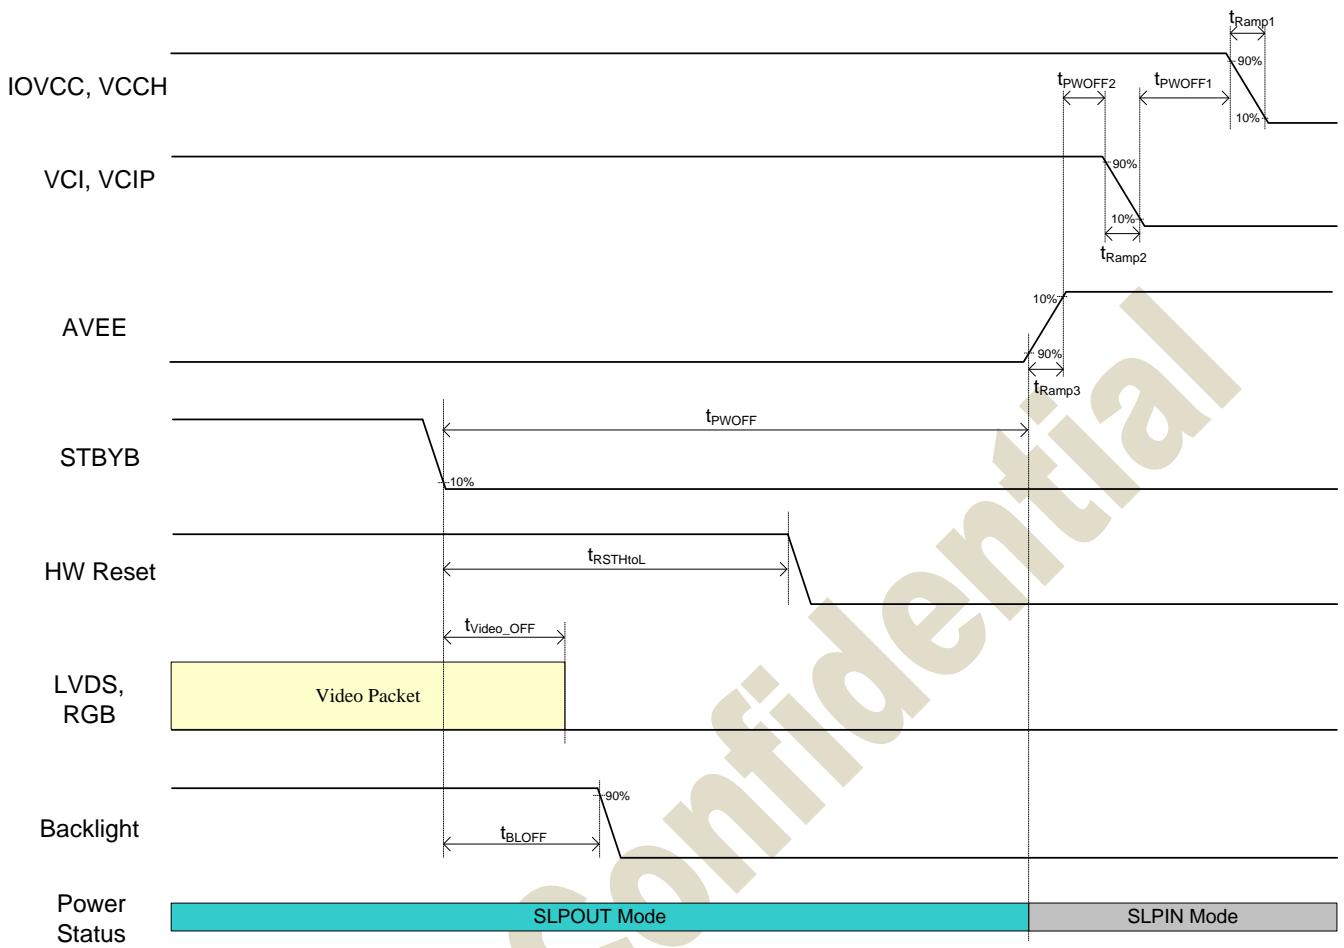 tRamp1
IOVCC, VCCH
90%
10%
tPWOFF2
tPWOFF1
VCI, VCIP
90%
10%
tRamp2
AVEE
10%
90%
tRamp3
STBYB
tPWOFF
10%
HW Reset
tRSTHtoL
tVideo_OFF
LVDS,
RGB
Video Packet
Backlight
90%
tBLOFF
Power
Status
SLPOUT Mode
SLPIN Mode
Confidential